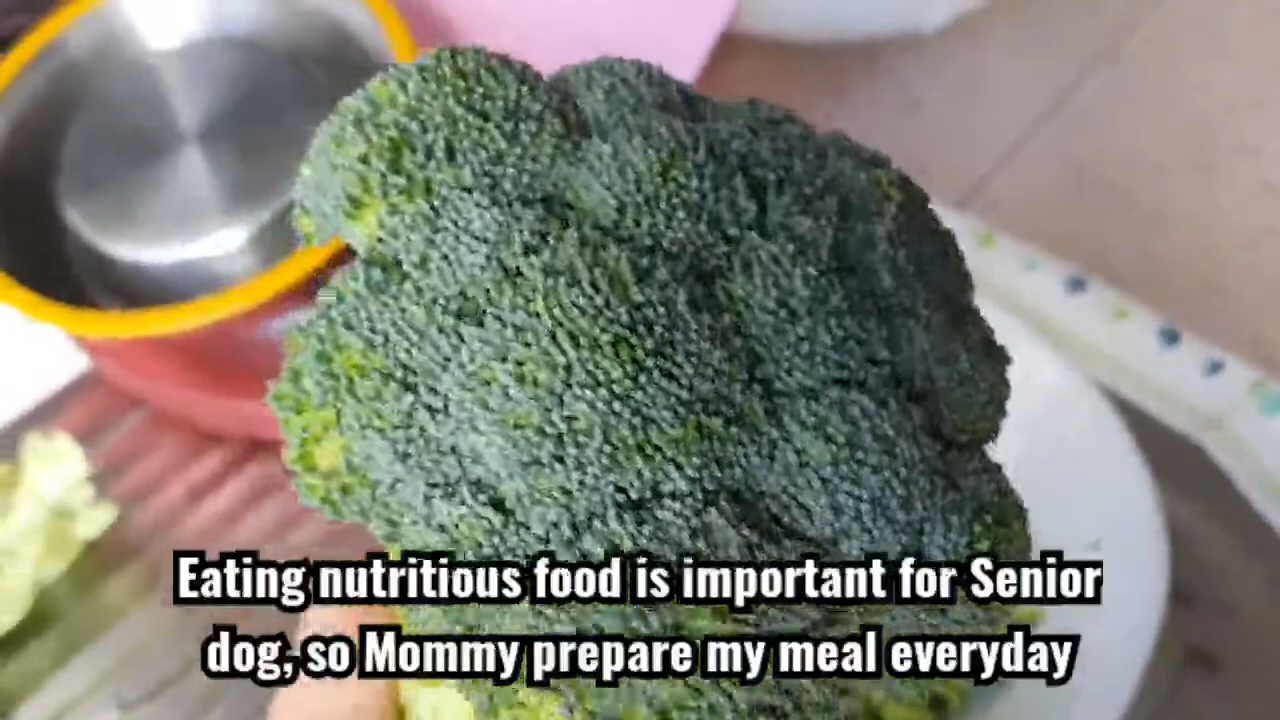 Eating nutritious food is important for Senior
dog, so Mommy prepare my meal everyday